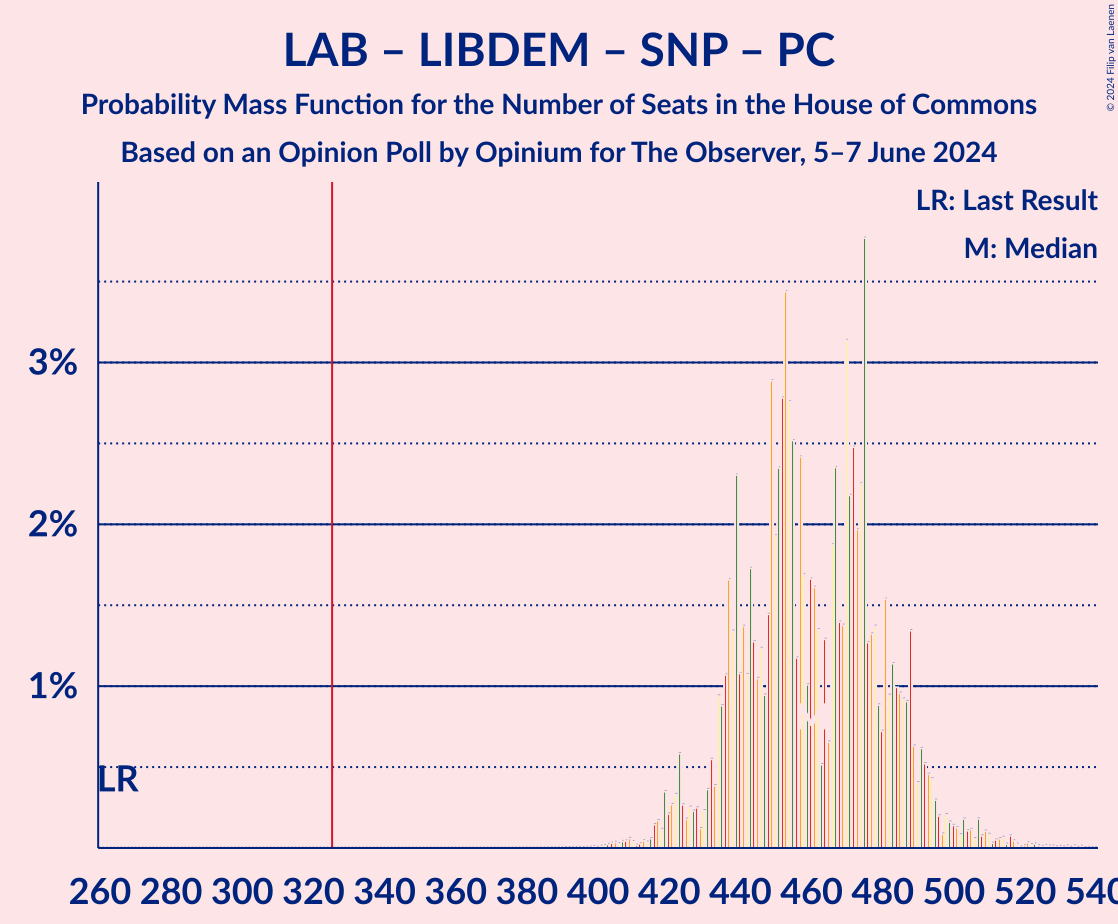 LAB – LIBDEM – SNP – PC
Probability Mass Function for the Number of Seats in the House of Commons
Based on an Opinion Poll by Opinium for The Observer, 5–7 June 2024
© 2024 Filip van Laenen
LR: Last Result
M: Median
3%
2%
1%
LR
260 280 300 320 340 360 380 400 420 440 460 480 500 520 540